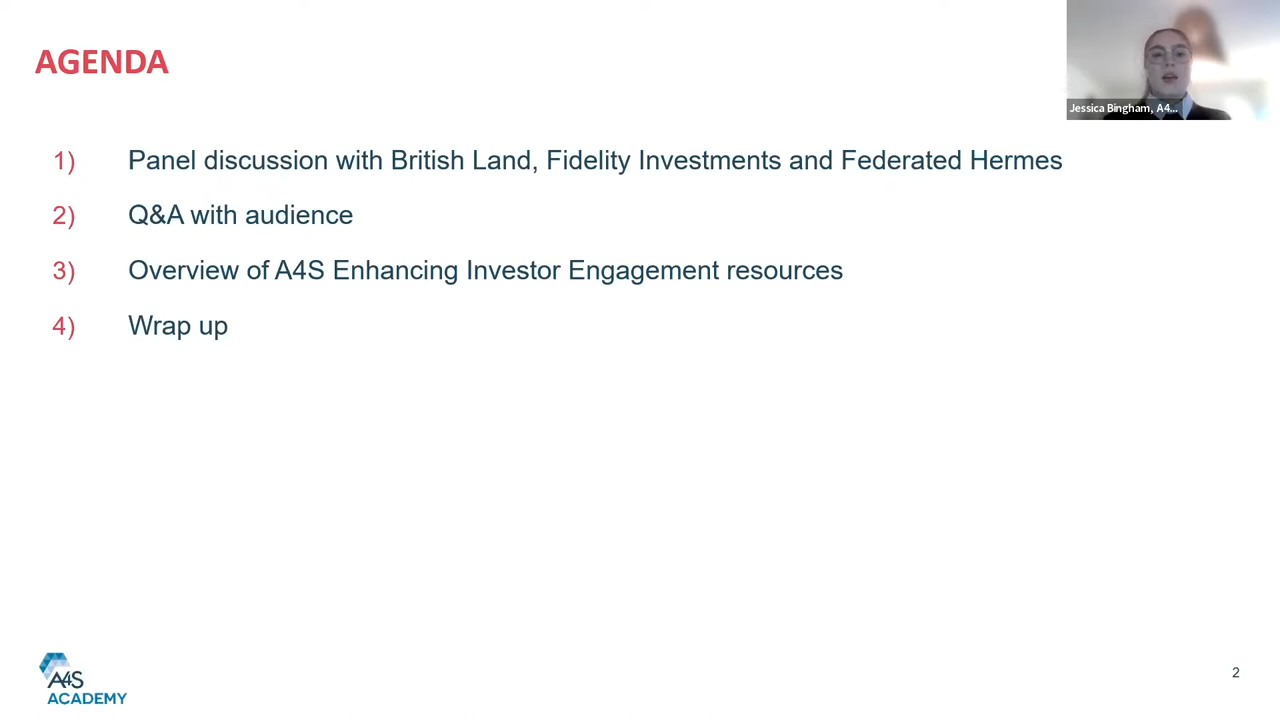 AGENDA
Jessica Bingham, A4...
1) Panel discussion with British Land, Fidelity Investments and Federated Hermes
2) Q&A with audience
3) Overview of A4S Enhancing Investor Engagement resources
4) Wrap up
A4S
ACADEMY
2